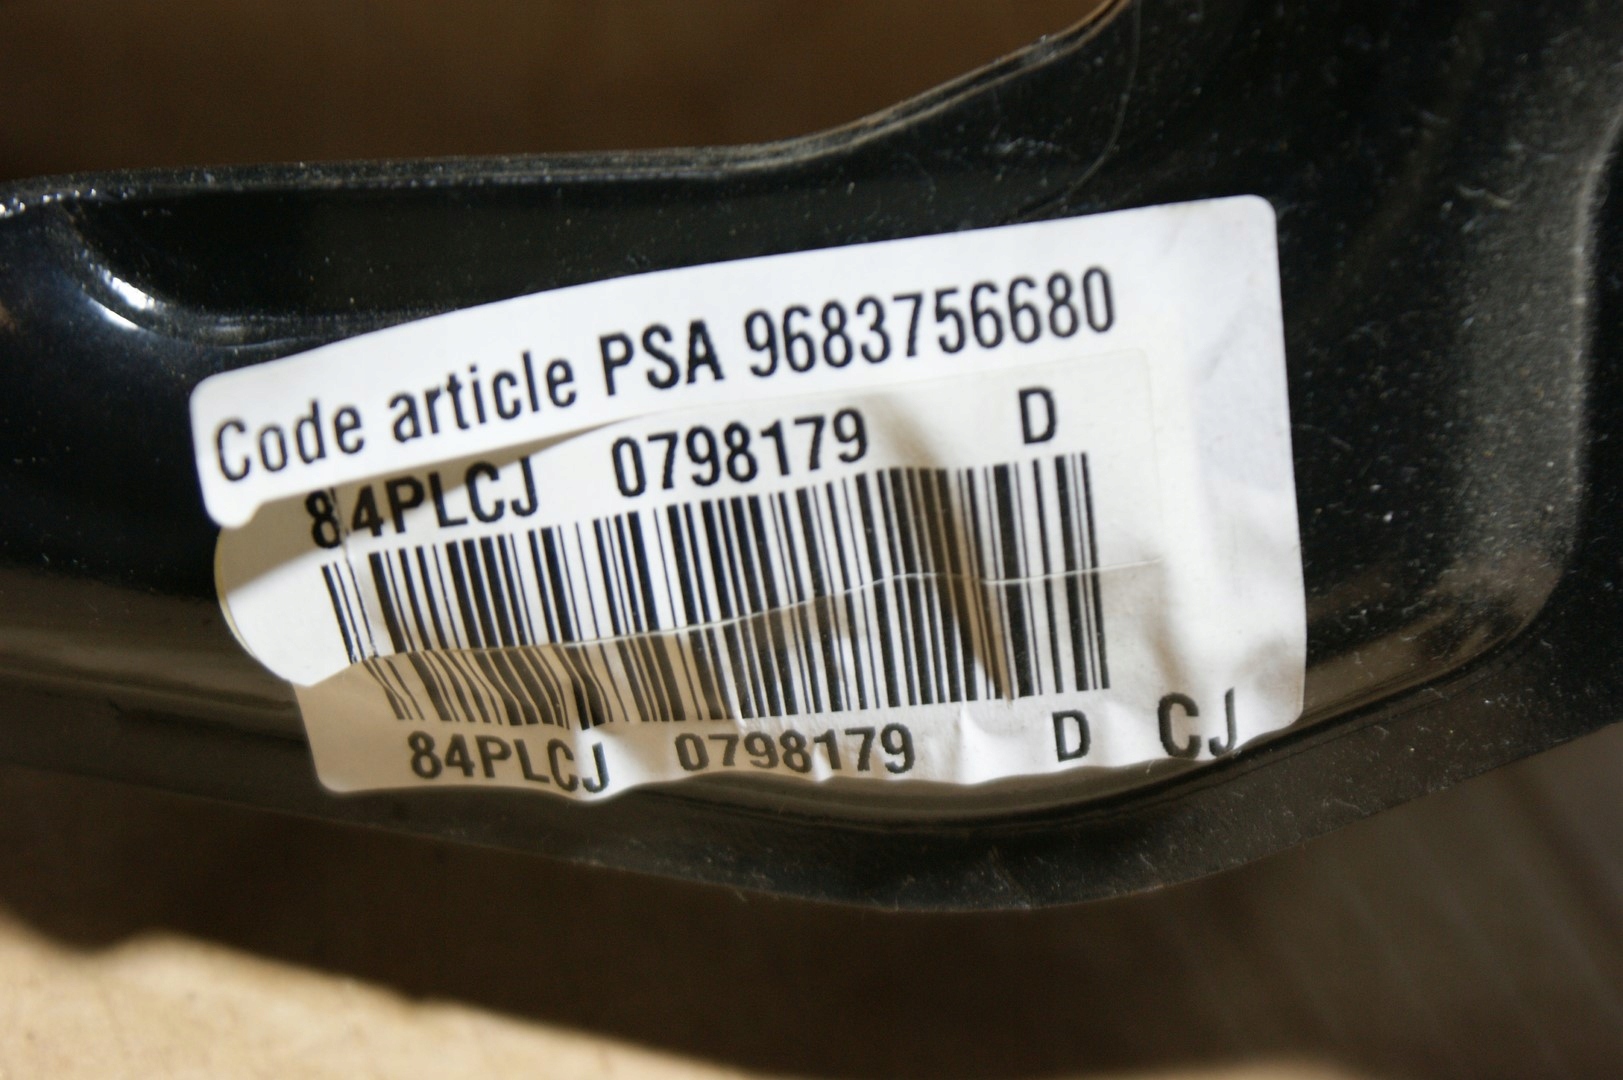 Code article PSA 9683756680
84PLCJ 0798179 D
84PLCJ 0798179 D CJ